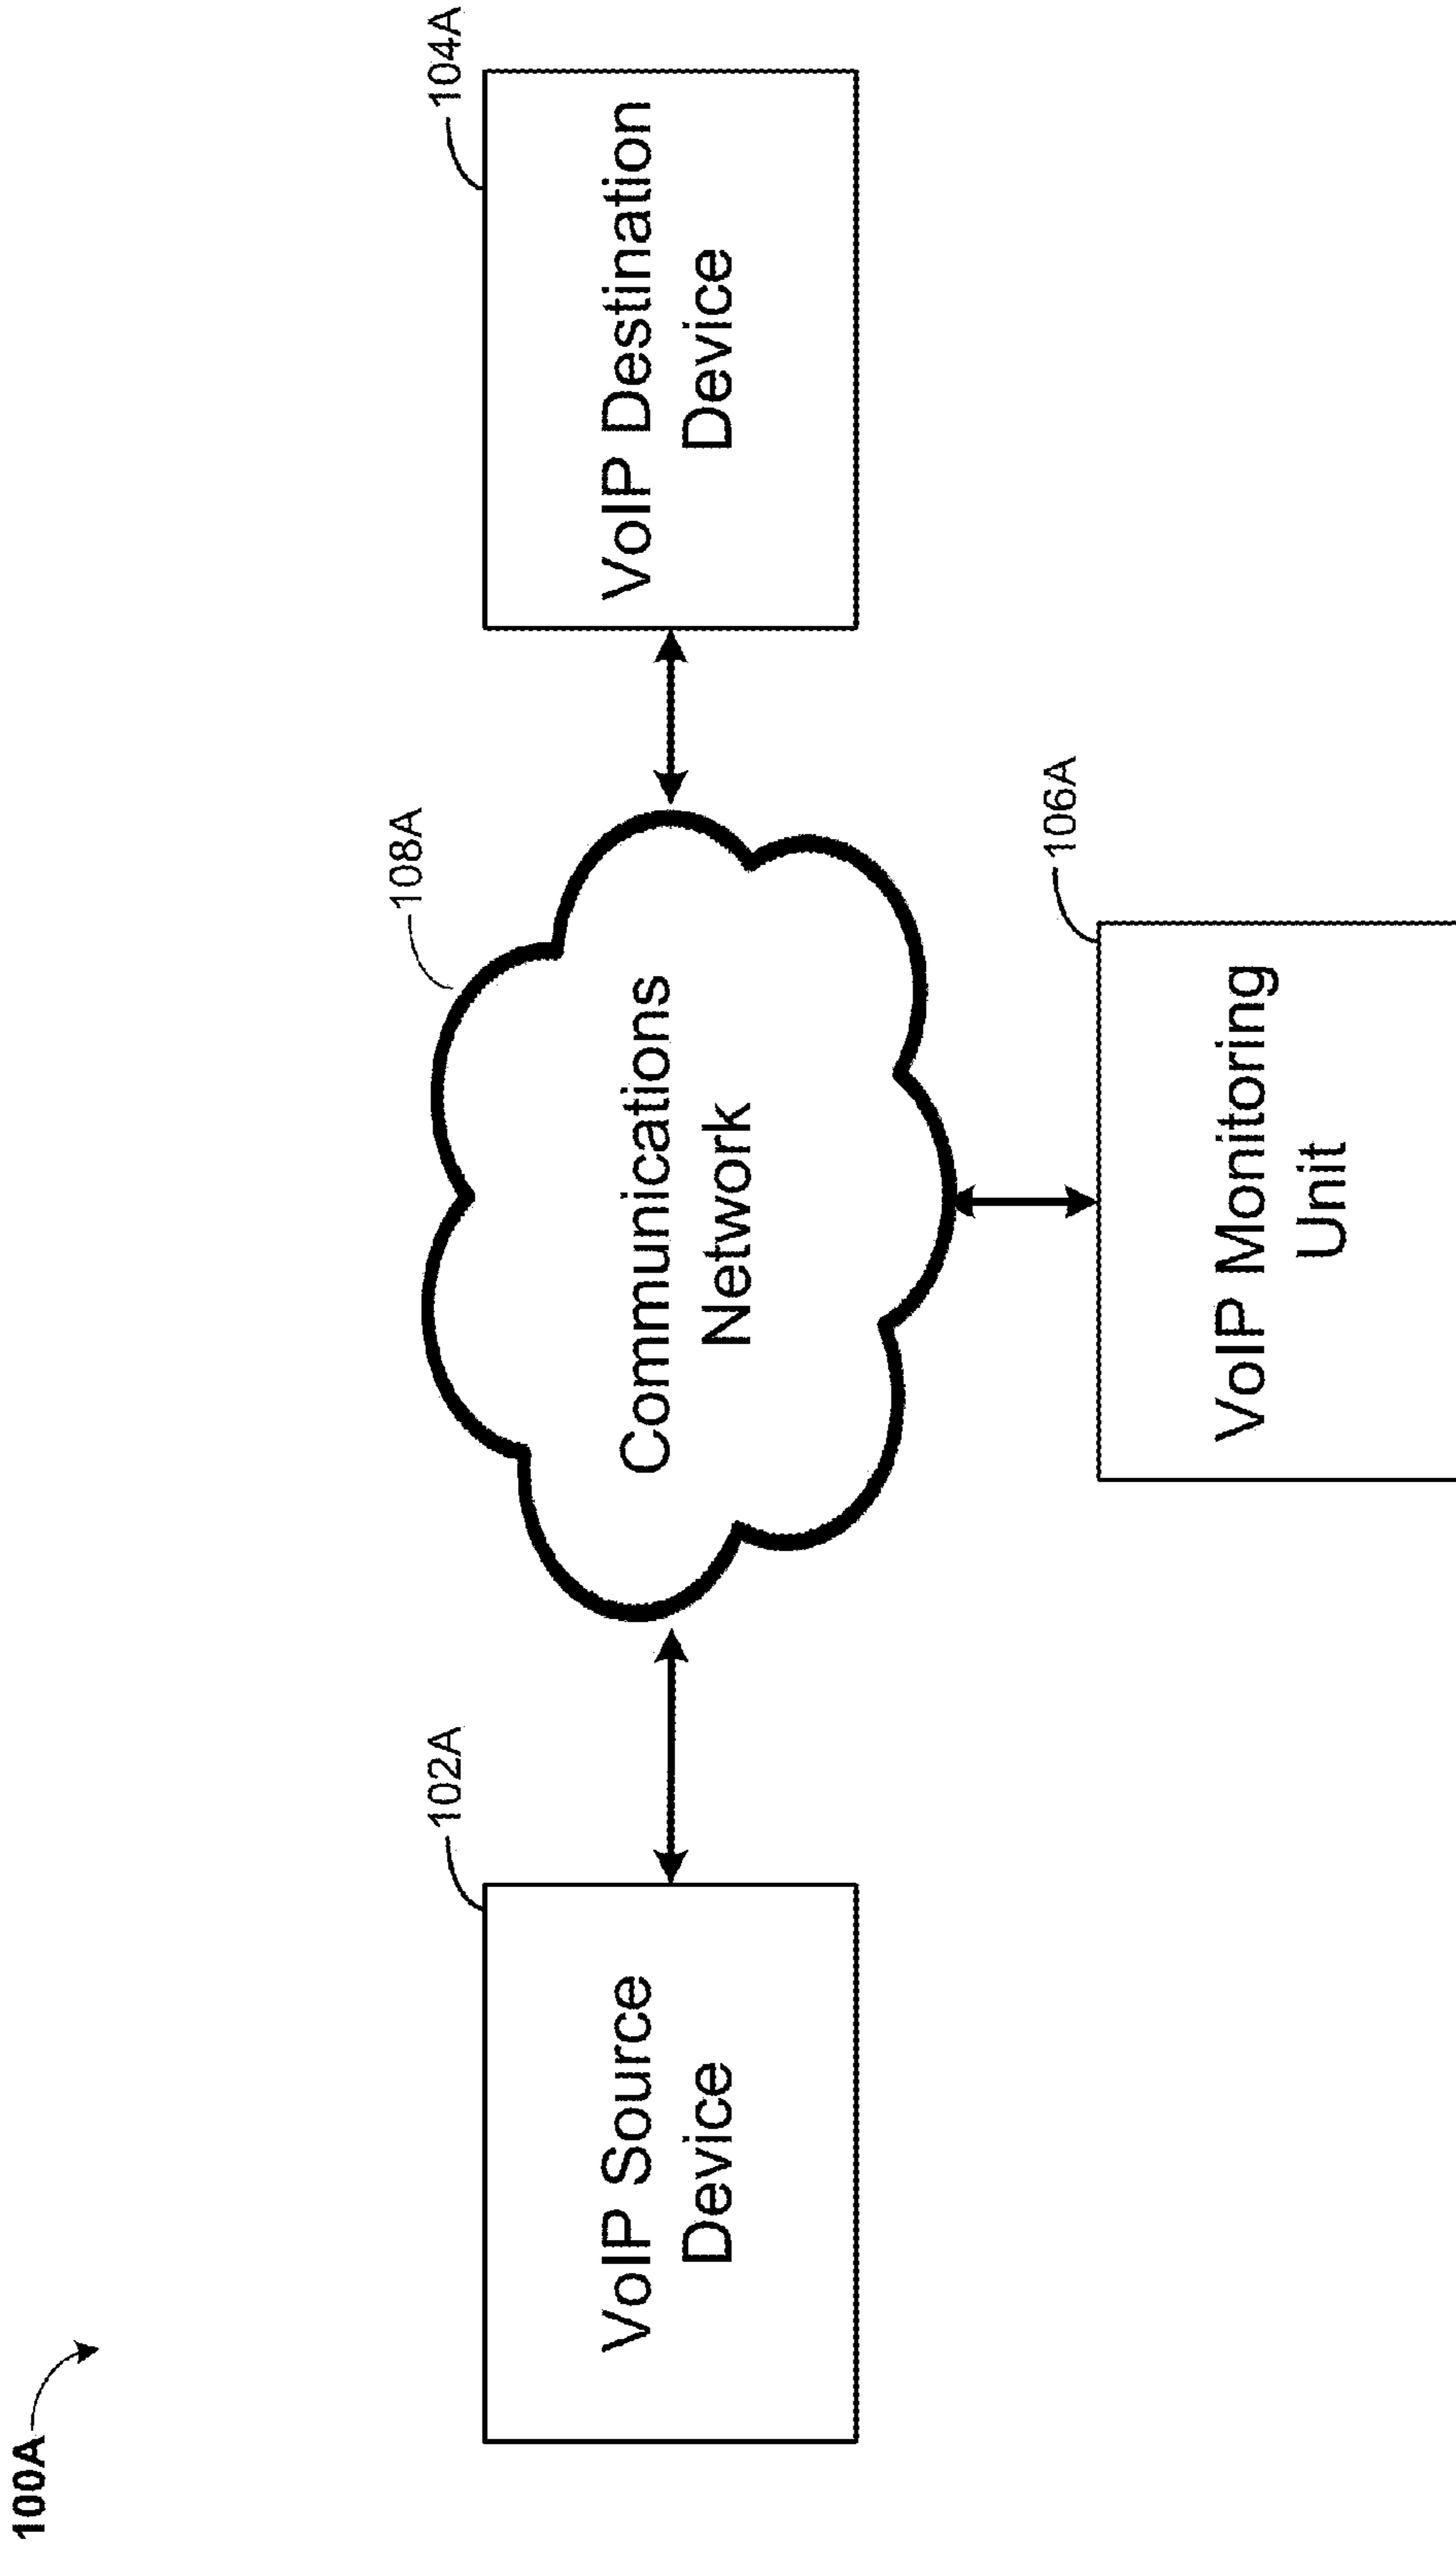 100A
102A
VoIP Source
Device
108A
Communications
Network
104A
VoIP Destination
Device
106A
VoIP Monitoring
Unit